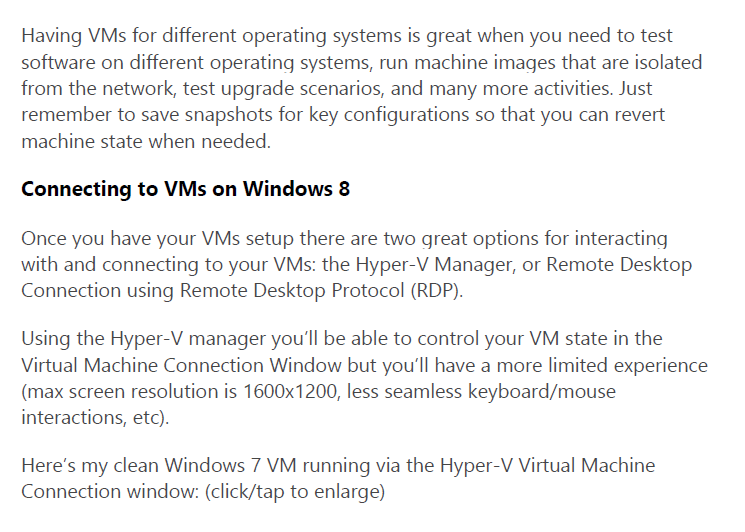 Having VMs for different operating systems is great when you need to test
software on different operating systems, run machine images that are isolated
from the network, test upgrade scenarios, and many more activities. Just
remember to save snapshots for key configurations so that you can revert
machine state when needed.
Connecting to VMs on Windows 8
Once you have your VMs setup there are two great options for interacting
with and connecting to your VMs: the Hyper-V Manager, or Remote Desktop
Connection using Remote Desktop Protocol (RDP).
Using the Hyper-V manager you’ll be able to control your VM state in the
Virtual Machine Connection Window but you’ll have a more limited experience
(max screen resolution is 1600x1200, less seamless keyboard/mouse
interactions, etc).
Here’s my clean Windows 7 VM running via the Hyper-V Virtual Machine
Connection window: (click/tap to enlarge)